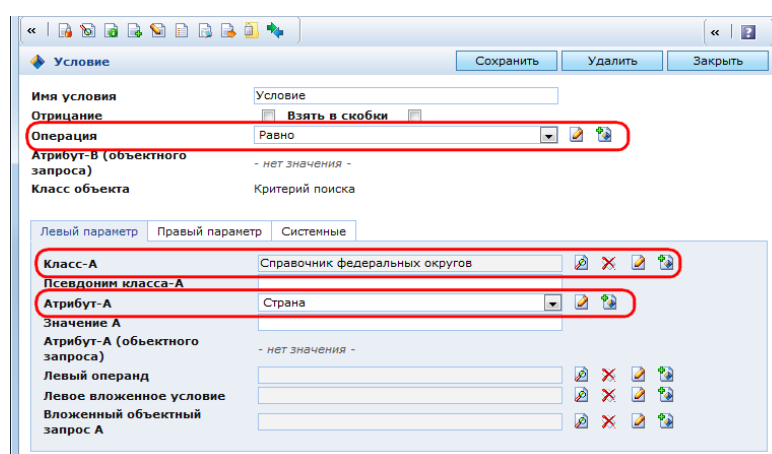 «
«
?
Условие
Сохранить
Удалить
Закрыть
Имя условия Условие
Отрицание Взять в скобки
Операция Равно
Атрибут-В (объектного
запроса) - нет значения -
Класс объекта Критерий поиска
Левый параметр Правый параметр Системные
Класс-А Справочник федеральных округов
Псевдоним класса-А
Атрибут-А Страна
Значение А
Атрибут-А (объектного
запроса) - нет значения -
Левый операнд
Левое вложенное условие
Вложенный объектный
запрос А